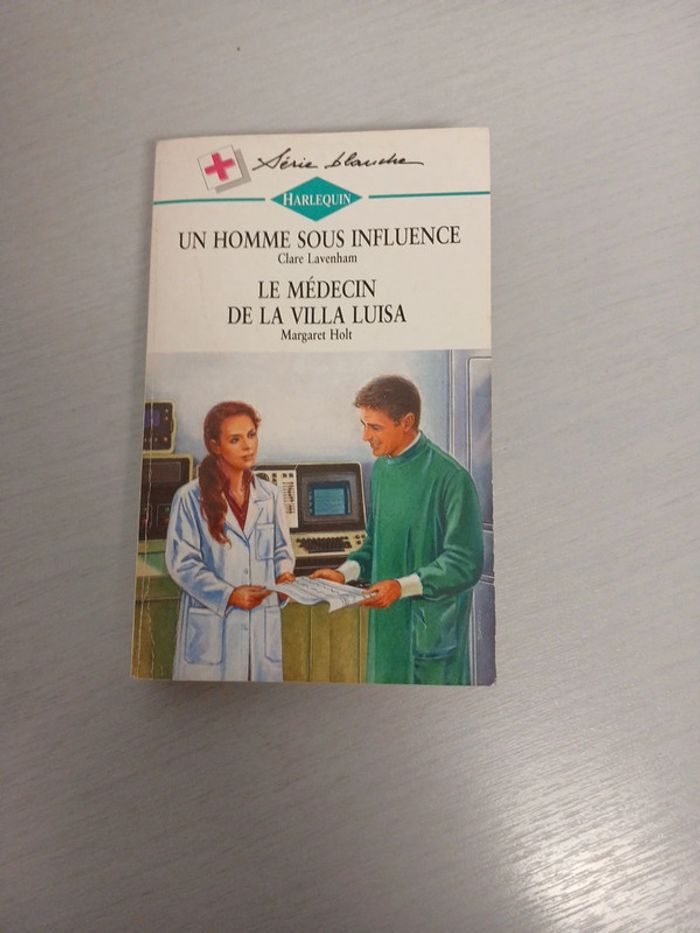 Série blanche
HARLEQUIN
UN HOMME SOUS INFLUENCE
Clare Lavenham
LE MÉDECIN
DE LA VILLA LUISA
Margaret Holt